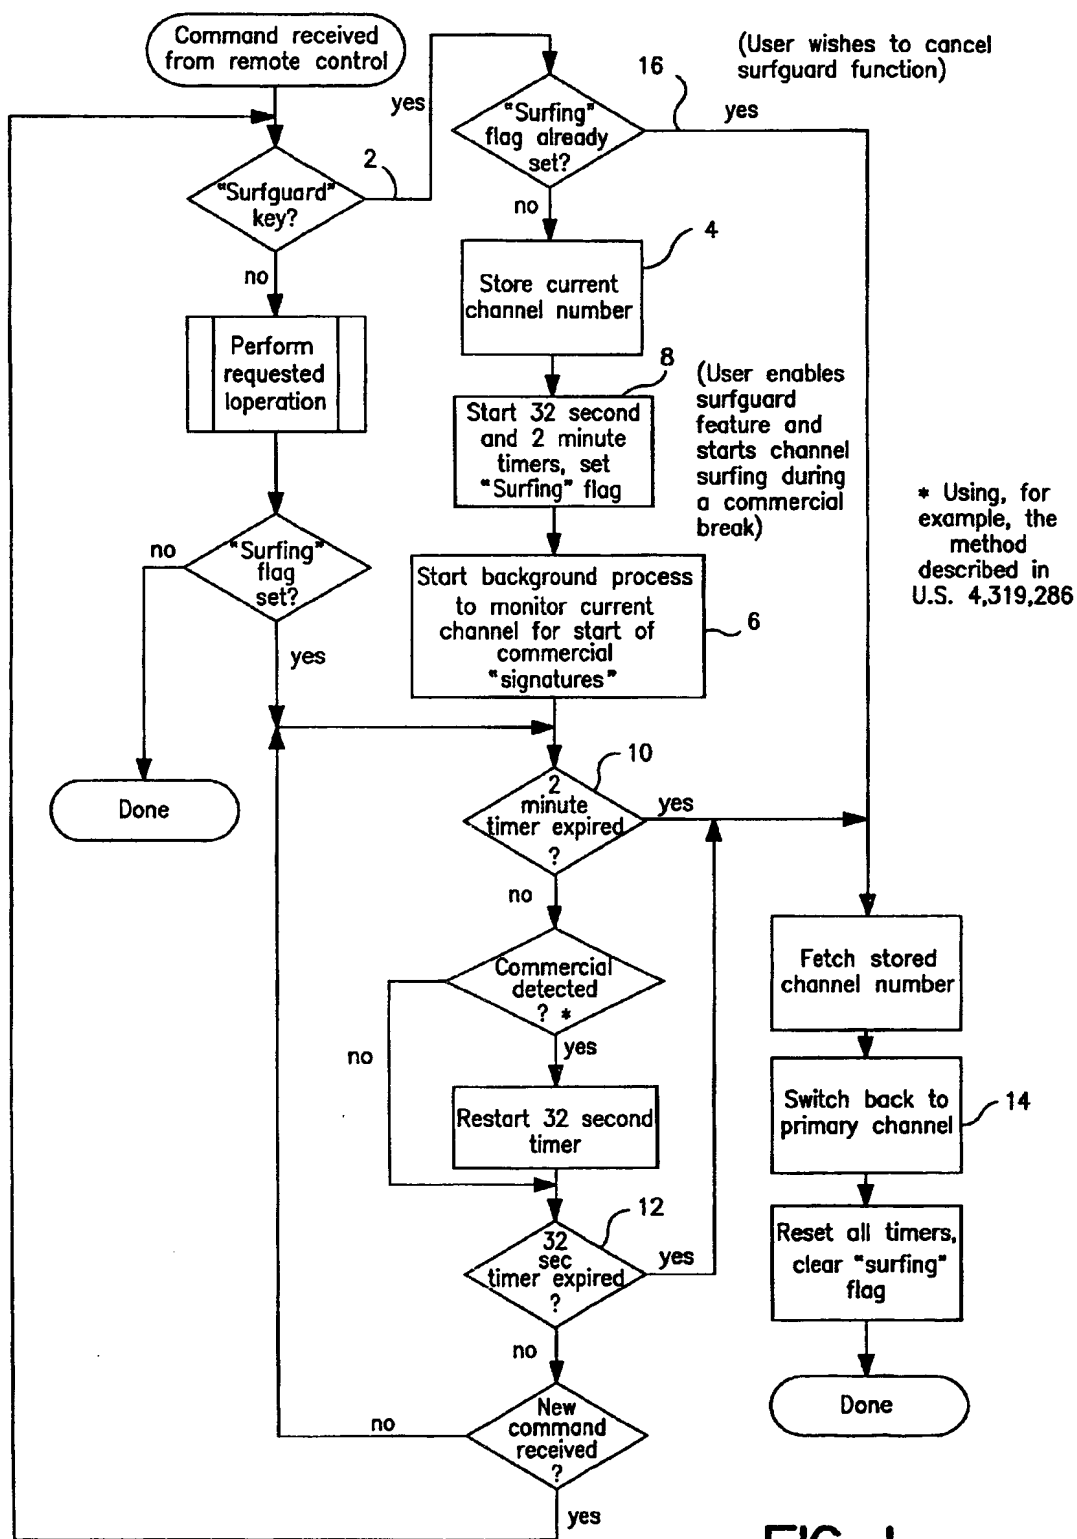 Command received
from remote control
yes
"Surfing"
flag already
set?
16
(User wishes to cancel
surfguard function)
yes
"Surfguard"
key?
2
no
no
4
Store current
channel number
Perform
requested
loperation
8
Start 32 second
and 2 minute
timers, set
"Surfing" flag
(User enables
surfguard
feature and
starts channel
surfing during
a commercial
break)
* Using, for
example, the
method
described in
U.S. 4,319,286
no
"Surfing"
flag
set?
yes
Start background process
to monitor current
channel for start of
commercial
"signatures"
6
Done
10
2
minute
timer expired
?
yes
no
Commercial
detected
? *
no
yes
Restart 32 second
timer
12
32
sec
timer expired
?
yes
no
New
command
received
?
no
yes
Fetch stored
channel number
Switch back to
primary channel
14
Reset all timers,
clear "surfing"
flag
Done